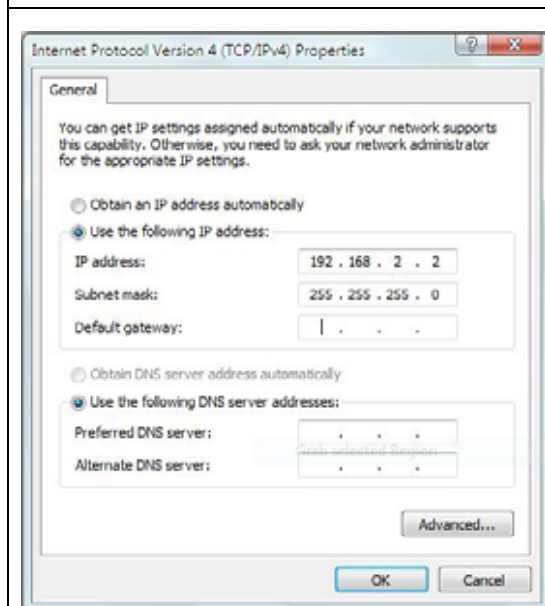 Internet Protocol Version 4 (TCP/IPv4) Properties
General
You can get IP settings assigned automatically if your network supports
this capability. Otherwise, you need to ask your network administrator
for the appropriate IP settings.
Obtain an IP address automatically
Use the following IP address:
IP address: 192 . 168 . 2 . 2
Subnet mask: 255 . 255 . 255 . 0
Default gateway: . . .
Obtain DNS server address automatically
Use the following DNS server addresses:
Preferred DNS server: . . .
Grab selected Region
Alternate DNS server: . . .
Advanced...
OK Cancel